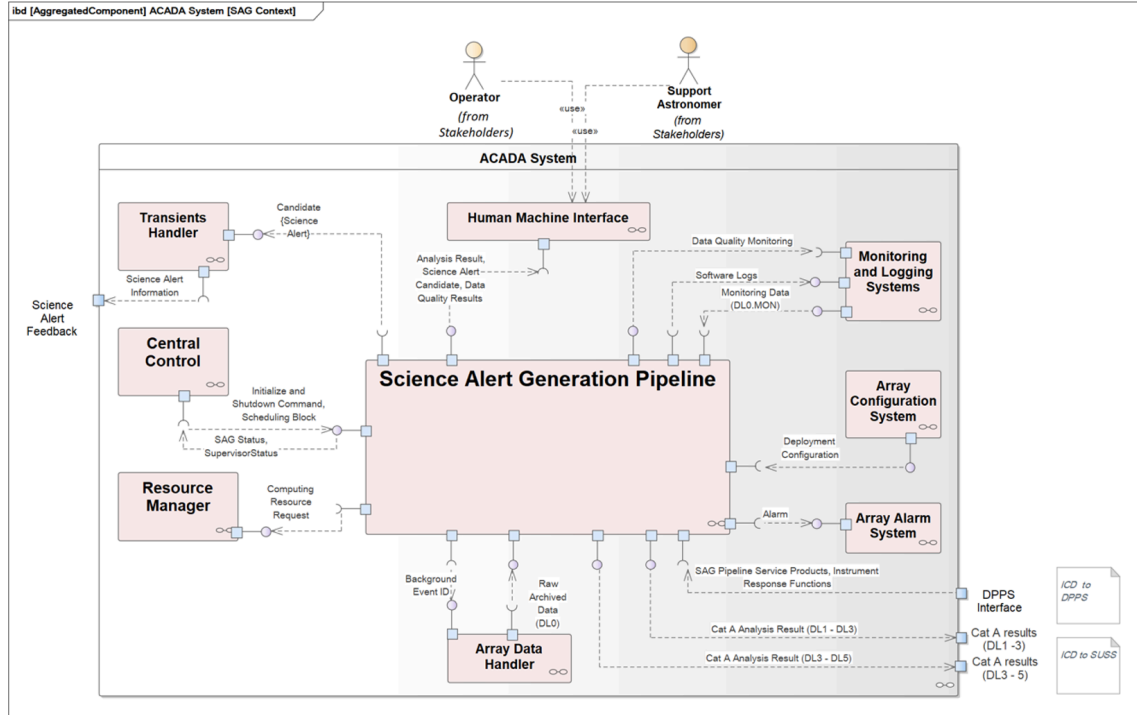 ibd [AggregatedComponent] ACADA System [SAG Context]
Operator
(from
Stakeholders)
Support
Astronomer
(from
Stakeholders)
«use»
«use»
ACADA System
Transients
Handler
Candidate
{Science
Alert}
Human Machine Interface
Analysis Result,
Science Alert
Candidate, Data
Quality Results
Data Quality Monitoring
Software Logs
Monitoring Data
(DL0.MON)
Monitoring
and Logging
Systems
Science Alert
Information
Science
Alert
Feedback
Central
Control
Initialize and
Shutdown Command,
Scheduling Block
SAG Status,
SupervisorStatus
Science Alert Generation Pipeline
Array
Configuration
System
Deployment
Configuration
Resource
Manager
Computing
Resource
Request
Alarm
Array Alarm
System
Background
Event ID
Raw
Archived
Data
(DL0)
Array Data
Handler
SAG Pipeline Service Products, Instrument
Response Functions
DPPS
Interface
ICD to
DPPS
Cat A Analysis Result (DL1 - DL3)
Cat A results
(DL1 -3)
Cat A Analysis Result (DL3 - DL5)
Cat A results
(DL3 - 5)
ICD to SUSS